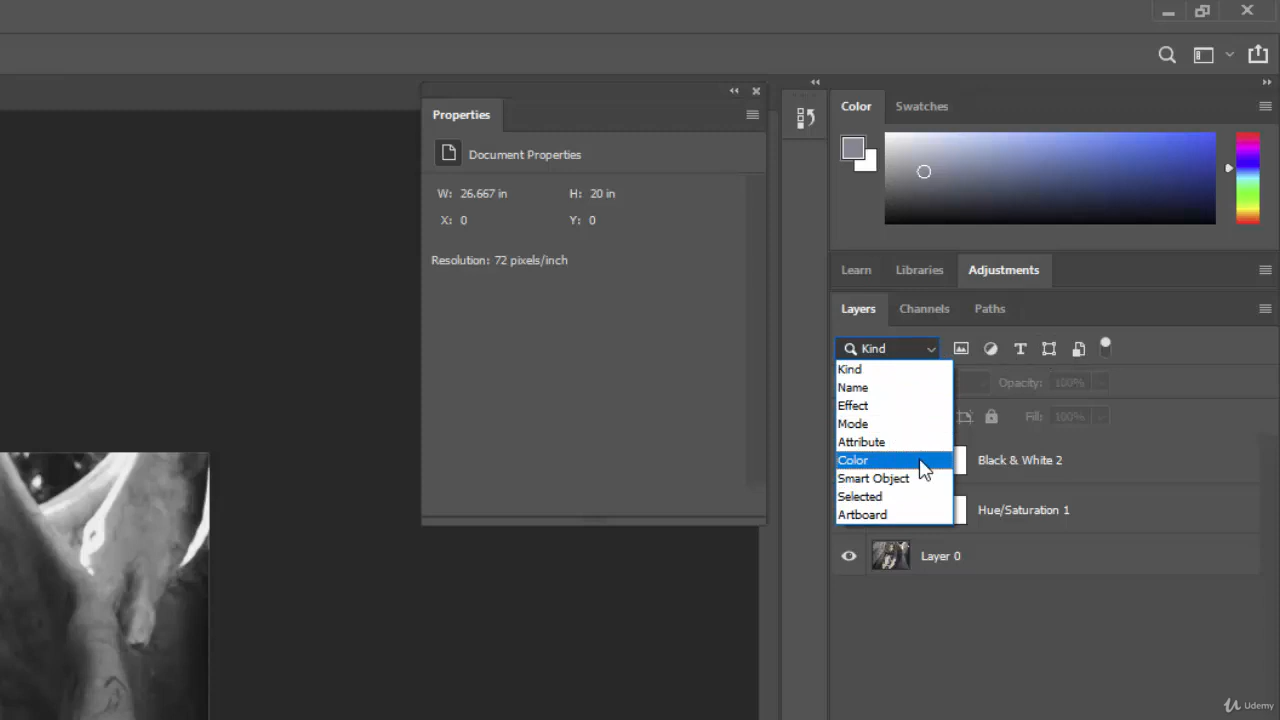 Color Swatches
Properties
Document Properties
W: 26.667 in H: 20 in
X: 0 Y: 0
Resolution: 72 pixels/inch
Learn Libraries Adjustments
Layers Channels Paths
Kind
Kind
Name
Effect
Mode
Attribute
Color
Smart Object
Selected
Artboard
Opacity: 100%
Fill: 100%
Black & White 2
Hue/Saturation 1
Layer 0
Udemy